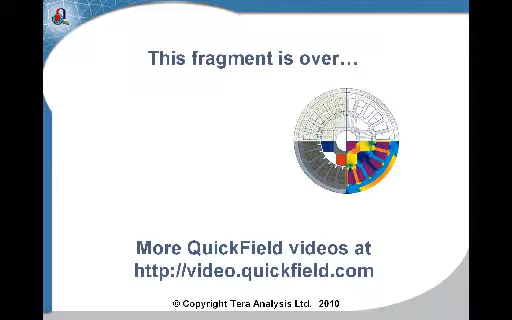 This fragment is over…
More QuickField videos at
http://video.quickfield.com
© Copyright Tera Analysis Ltd. 2010